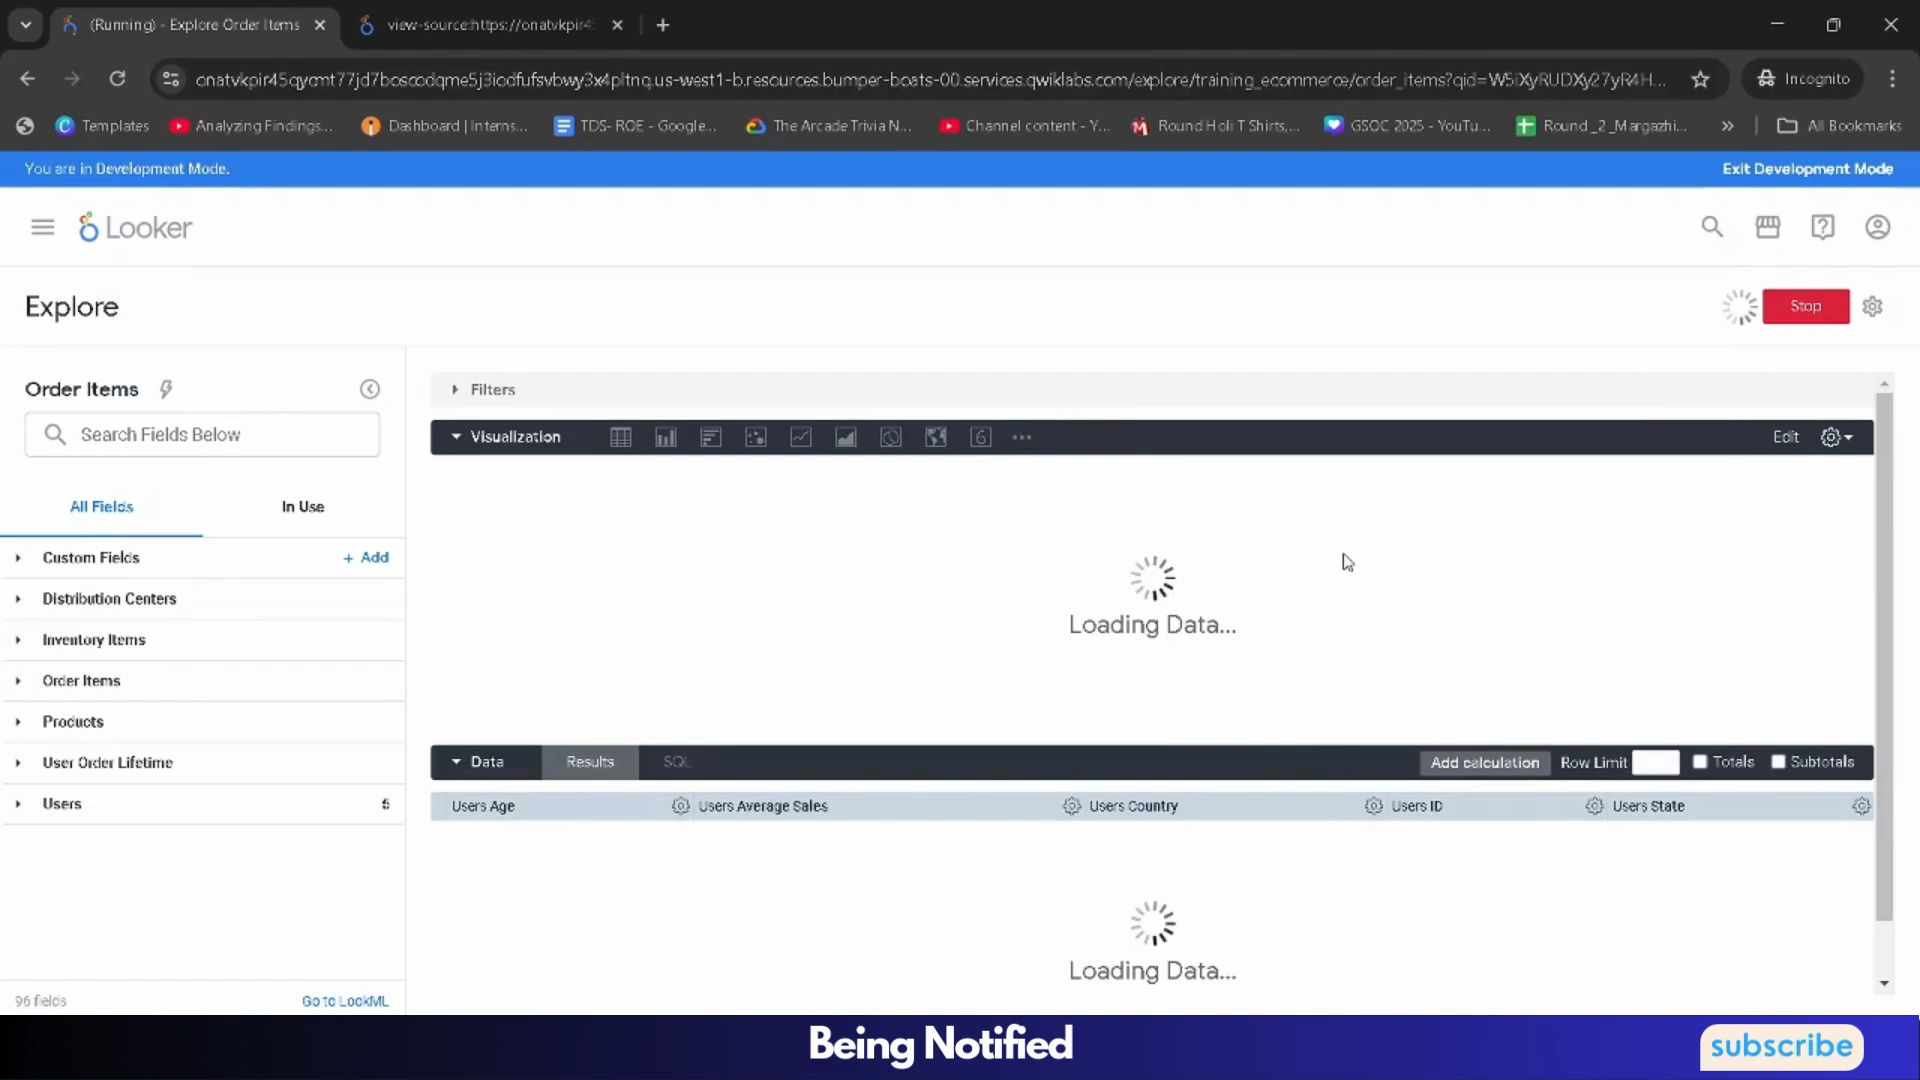 (Running) - Explore Order Items
view-source:https://onatvkpir4
onatvkpir45qycmt77jd7boscodqme5j3iodfufsvbwy3x4pltnq.us-west1-b.resources.bumper-boats-00.services.qwiklabs.com/explore/training_ecommerce/order_items?qid=W5iXyRUDXy27yR4H...
Incognito
Templates
Analyzing Findings...
Dashboard | Interns...
TDS- ROE - Google...
The Arcade Trivia N...
Channel content - Y...
Round Holi T Shirts,...
GSOC 2025 - YouTu...
Round _2 _Margazhi...
All Bookmarks
You are in Development Mode.
Exit Development Mode
Looker
Explore
Stop
Order Items
Search Fields Below
All Fields
In Use
Custom Fields
+ Add
Distribution Centers
Inventory Items
Order Items
Products
User Order Lifetime
Users
5
96 fields
Go to LookML
Filters
Visualization
6
Edit
Loading Data...
Data
Results
SQL
Add calculation
Row Limit
Totals
Subtotals
Users Age
Users Average Sales
Users Country
Users ID
Users State
Loading Data...
Being Notified
subscribe